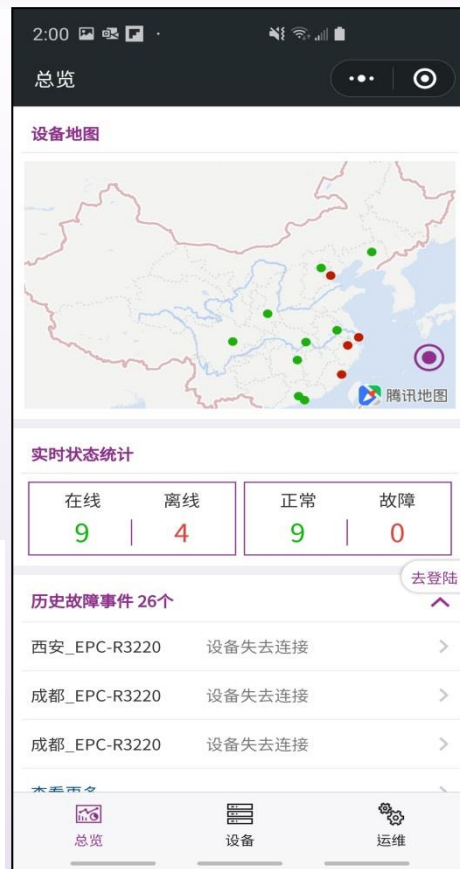 2:00
总览
设备地图
腾讯地图
实时状态统计
在线 离线 正常 故障
9 4 9 0
去登陆
历史故障事件 26个
西安_EPC-R3220 设备失去连接
成都_EPC-R3220 设备失去连接
成都_EPC-R3220 设备失去连接
查看更多
总览 设备 运维